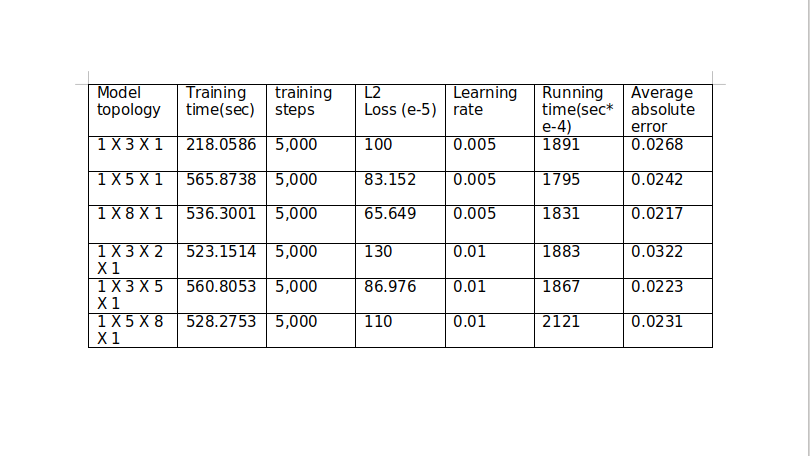 Model topology | Training time(sec) | training steps | L2 Loss (e-5) | Learning rate | Running time(sec* e-4) | Average absolute error
1 X 3 X 1 | 218.0586 | 5,000 | 100 | 0.005 | 1891 | 0.0268
1 X 5 X 1 | 565.8738 | 5,000 | 83.152 | 0.005 | 1795 | 0.0242
1 X 8 X 1 | 536.3001 | 5,000 | 65.649 | 0.005 | 1831 | 0.0217
1 X 3 X 2 X 1 | 523.1514 | 5,000 | 130 | 0.01 | 1883 | 0.0322
1 X 3 X 5 X 1 | 560.8053 | 5,000 | 86.976 | 0.01 | 1867 | 0.0223
1 X 5 X 8 X 1 | 528.2753 | 5,000 | 110 | 0.01 | 2121 | 0.0231